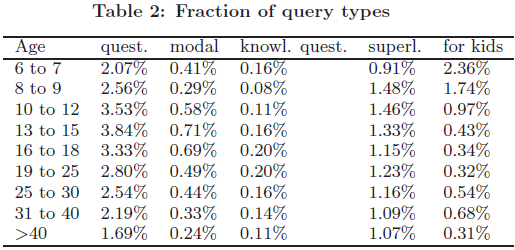 Table 2: Fraction of query types
Age quest. modal knowl. quest. superl. for kids
6 to 7 2.07% 0.41% 0.16% 0.91% 2.36%
8 to 9 2.56% 0.29% 0.08% 1.48% 1.74%
10 to 12 3.53% 0.58% 0.11% 1.46% 0.97%
13 to 15 3.84% 0.71% 0.16% 1.33% 0.43%
16 to 18 3.33% 0.69% 0.20% 1.15% 0.34%
19 to 25 2.80% 0.49% 0.20% 1.23% 0.32%
25 to 30 2.54% 0.44% 0.16% 1.16% 0.54%
31 to 40 2.19% 0.33% 0.14% 1.09% 0.68%
>40 1.69% 0.24% 0.11% 1.07% 0.31%